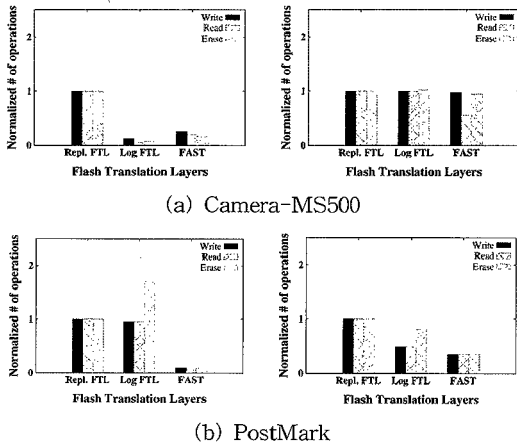 Normalized # of operations
2
1
0
Write
Read
Erase
Repl. FTL Log FTL FAST
Flash Translation Layers
Normalized # of operations
2
1
0
Write
Read
Erase
Repl. FTL Log FTL FAST
Flash Translation Layers
(a) Camera-MS500
Normalized # of operations
2
1
0
Write
Read
Erase
Repl. FTL Log FTL FAST
Flash Translation Layers
Normalized # of operations
2
1
0
Write
Read
Erase
Repl. FTL Log FTL FAST
Flash Translation Layers
(b) PostMark